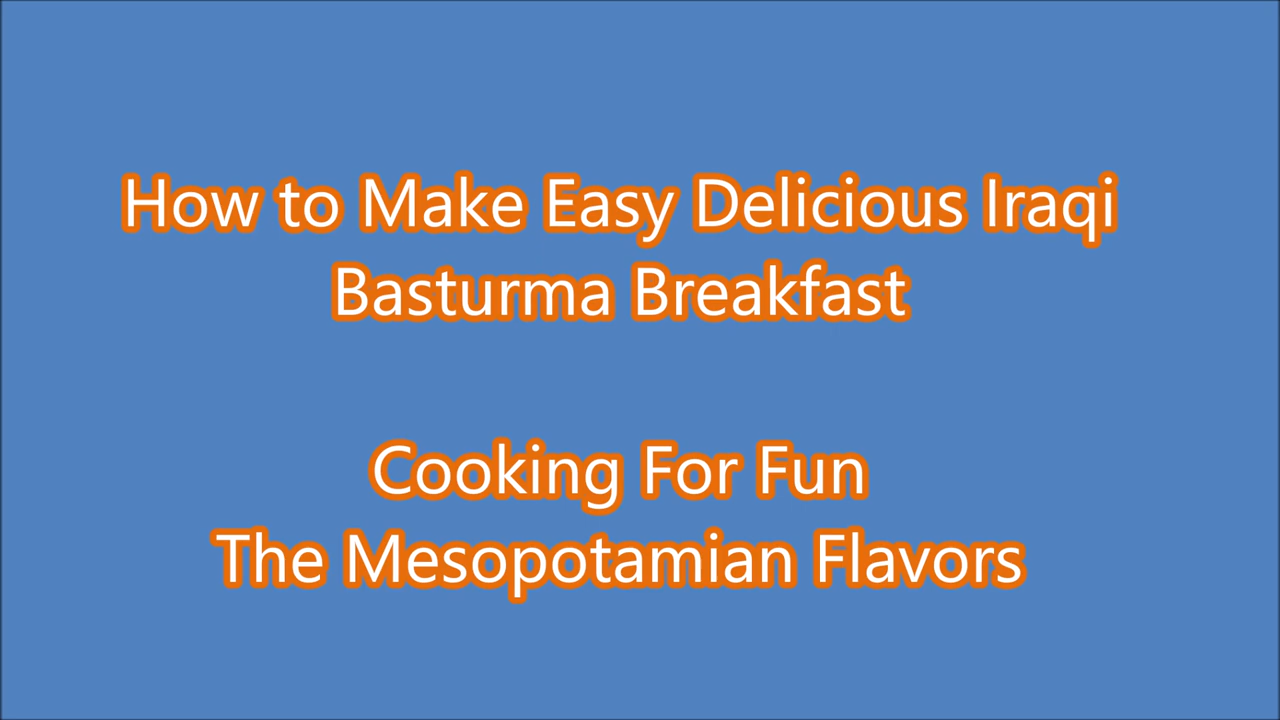 How to Make Easy Delicious Iraqi
Basturma Breakfast
Cooking For Fun
The Mesopotamian Flavors